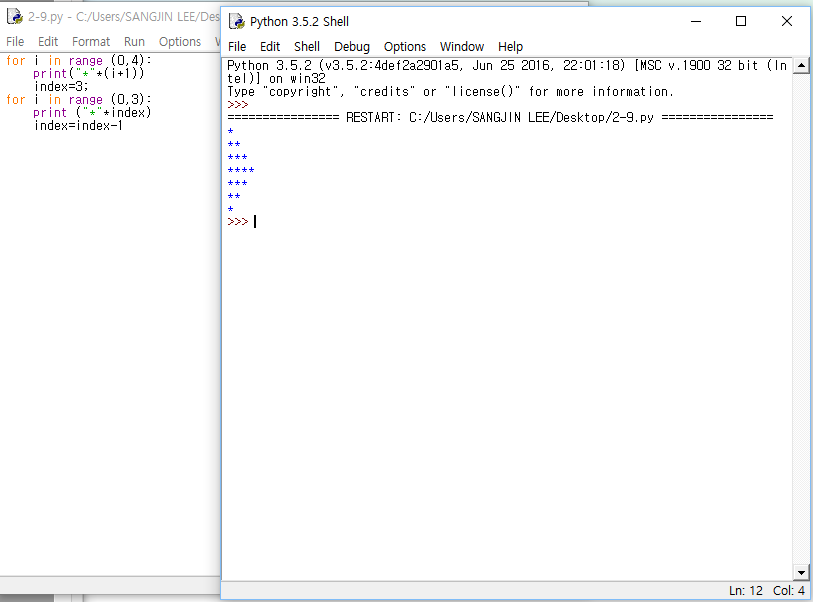 2-9.py - C:/Users/SANGJIN LEE/Des
File Edit Format Run Options
for i in range (0,4):
    print("*"*(i+1))
    index=3;
for i in range (0,3):
    print ("*"*index)
    index=index-1
Python 3.5.2 Shell
File Edit Shell Debug Options Window Help
Python 3.5.2 (v3.5.2:4def2a2901a5, Jun 25 2016, 22:01:18) [MSC v.1900 32 bit (In
tel)] on win32
Type "copyright", "credits" or "license()" for more information.
>>>
================ RESTART: C:/Users/SANGJIN LEE/Desktop/2-9.py ================
*
**
***
****
***
**
*
>>>
Ln: 12 Col: 4